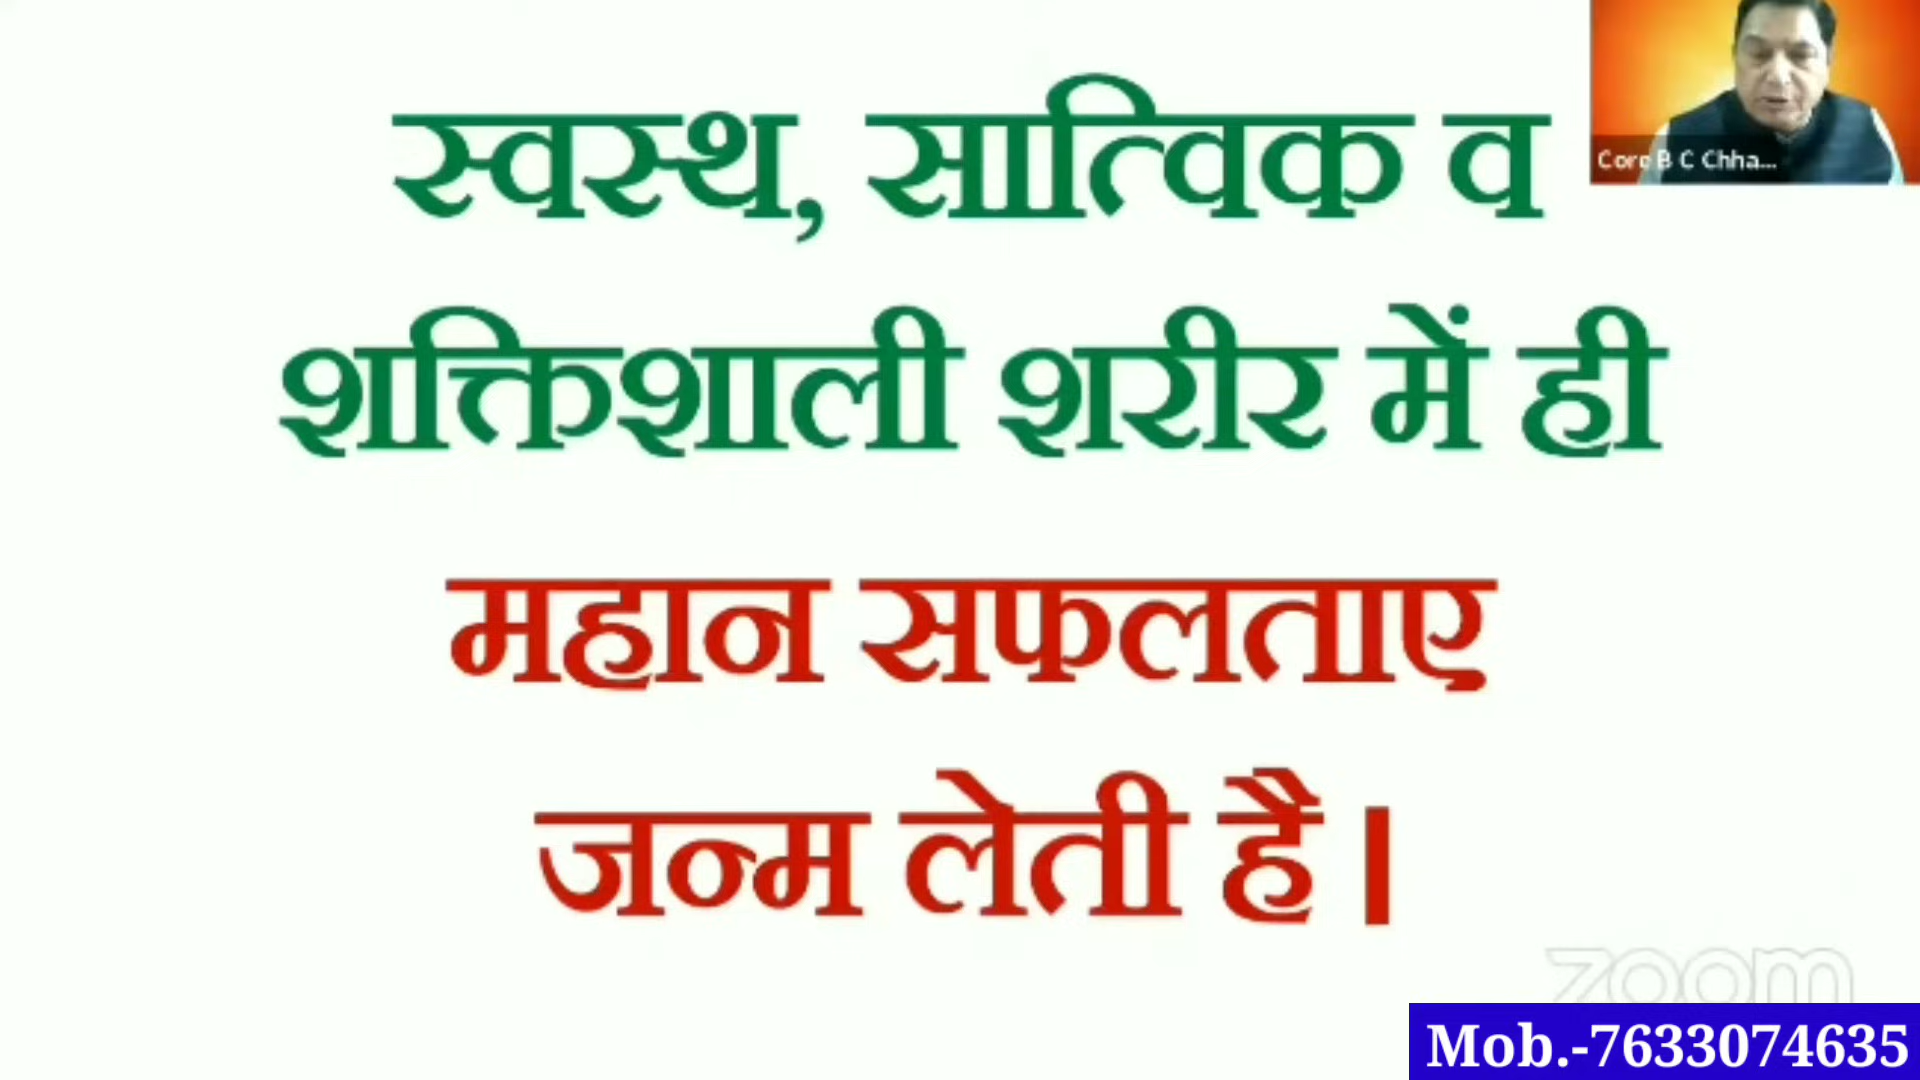 स्वस्थ, सात्विक व
Core B C Chha...
शक्तिशाली शरीर में ही
महान सफलताए
जन्म लेती है।
zoom
Mob.-7633074635